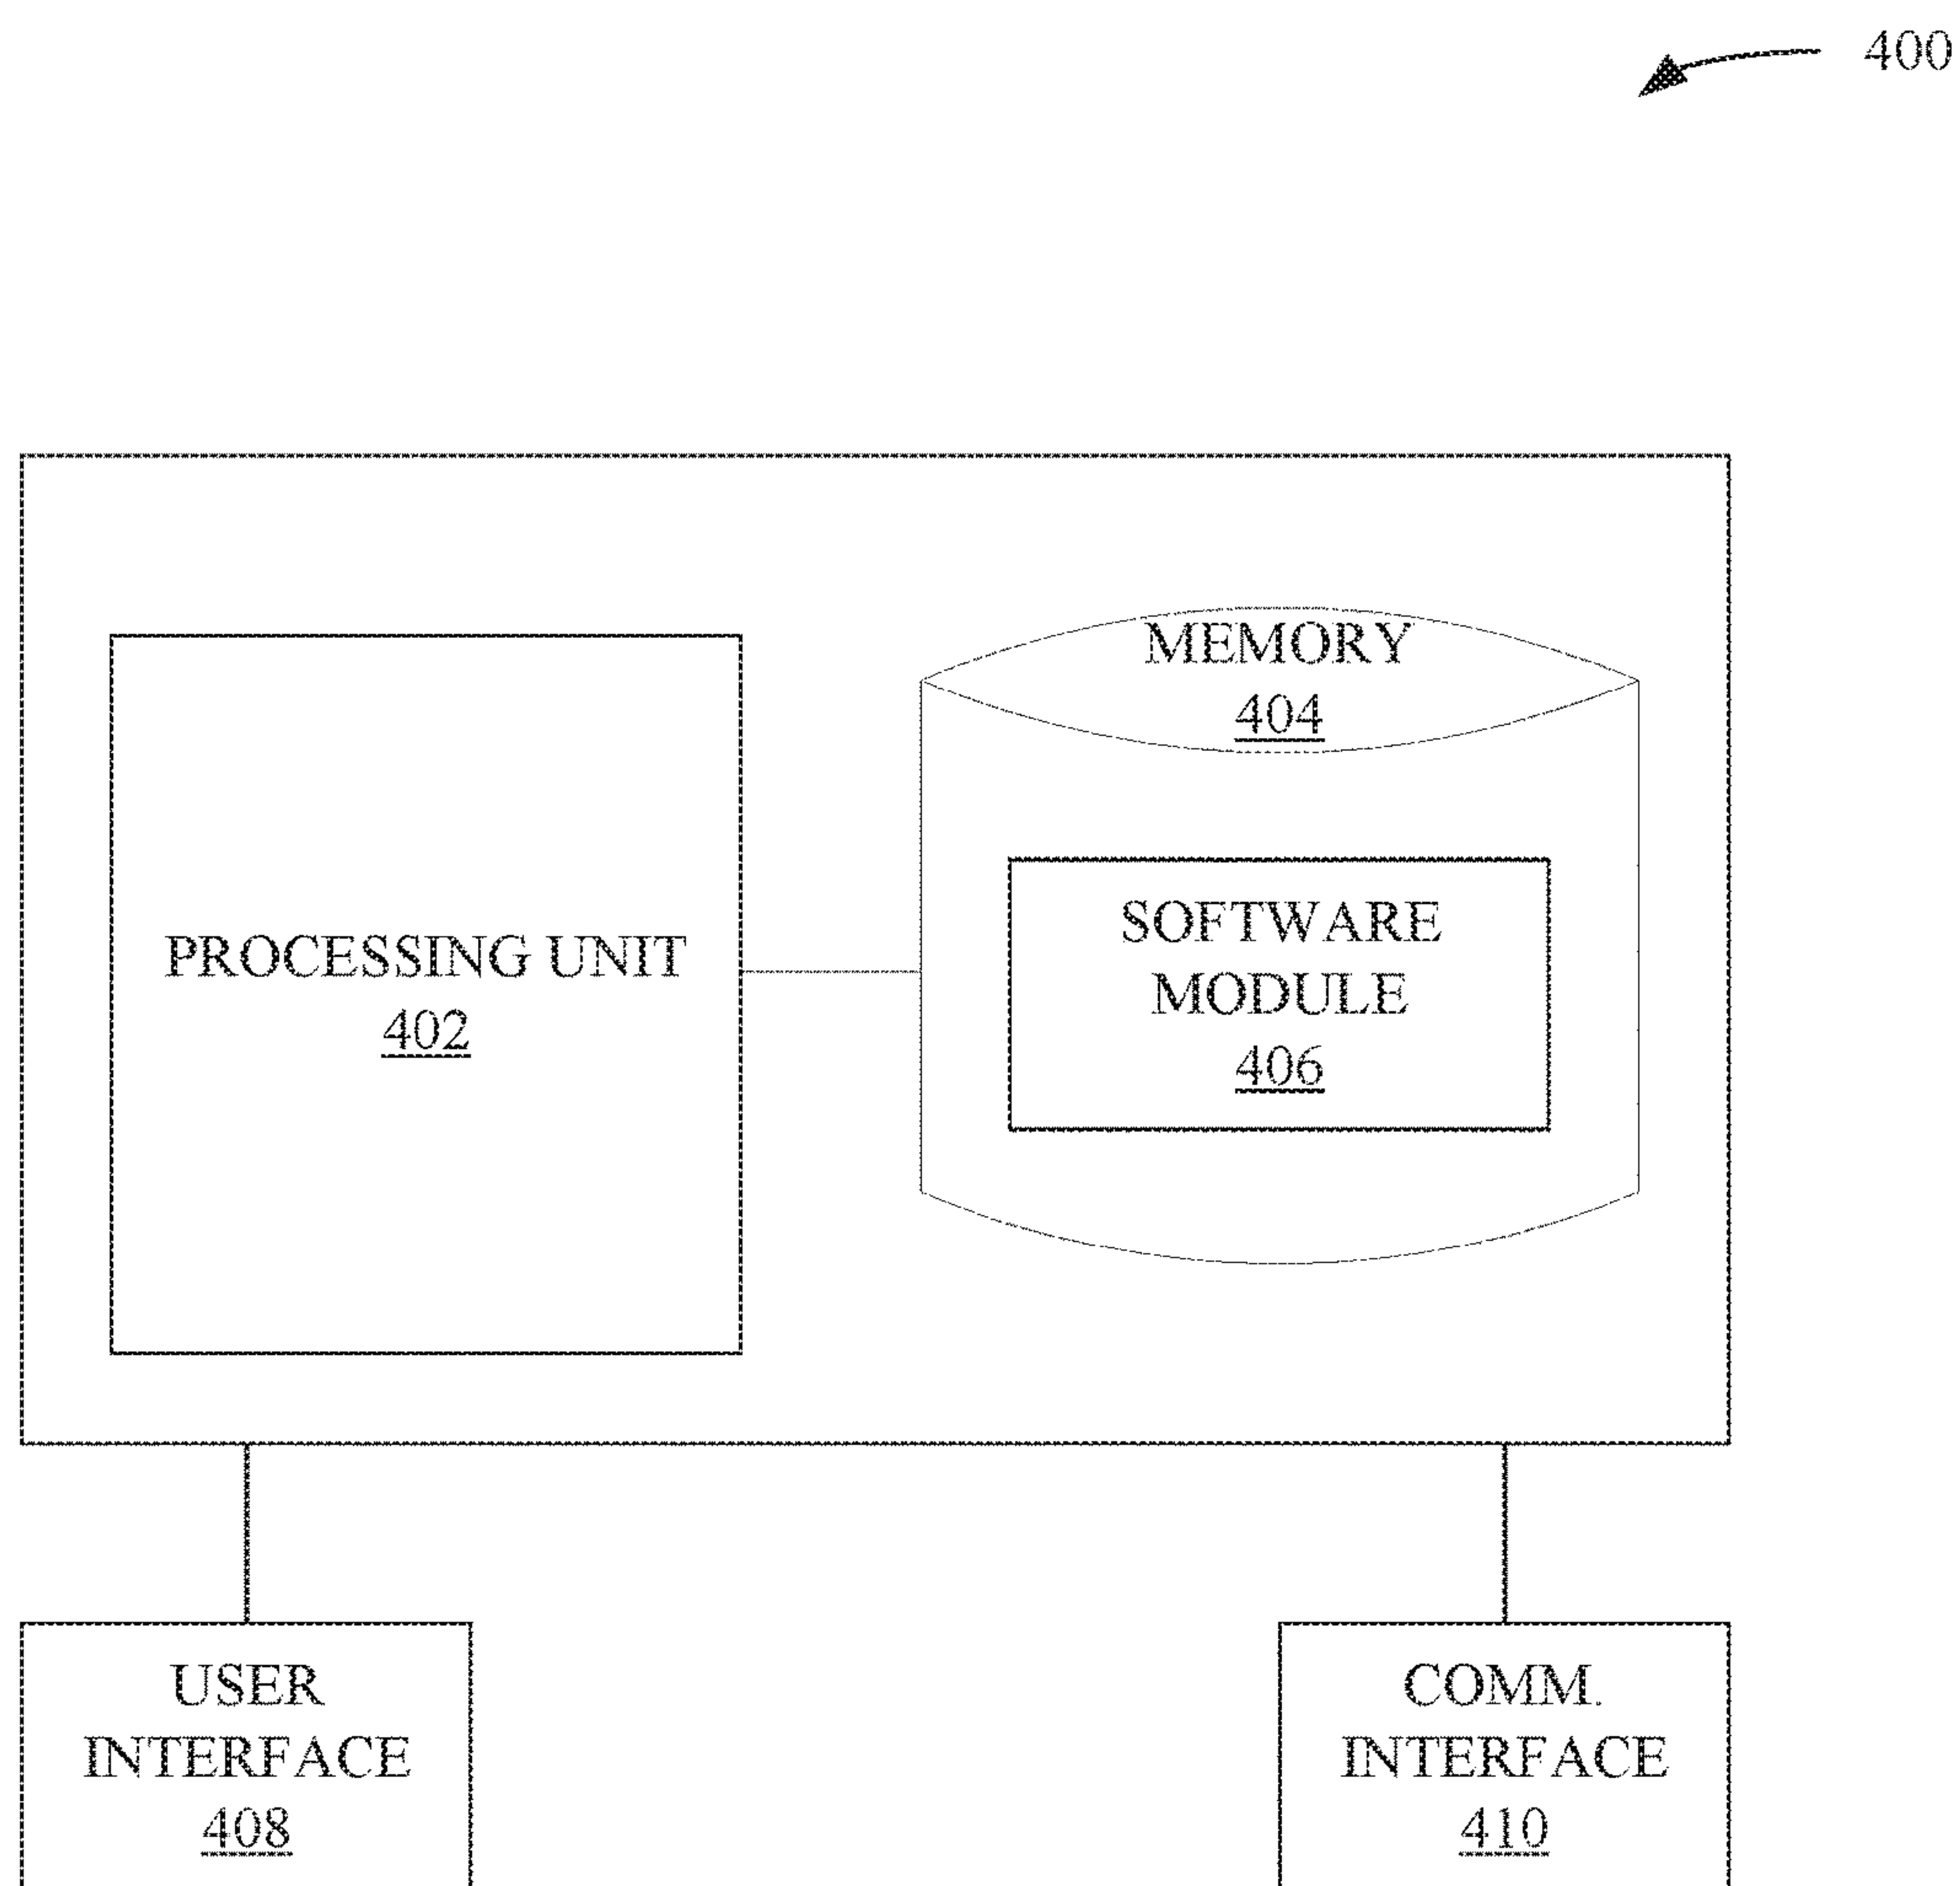 400
MEMORY
404
PROCESSING UNIT
402
SOFTWARE
MODULE
406
USER
INTERFACE
408
COMM.
INTERFACE
410